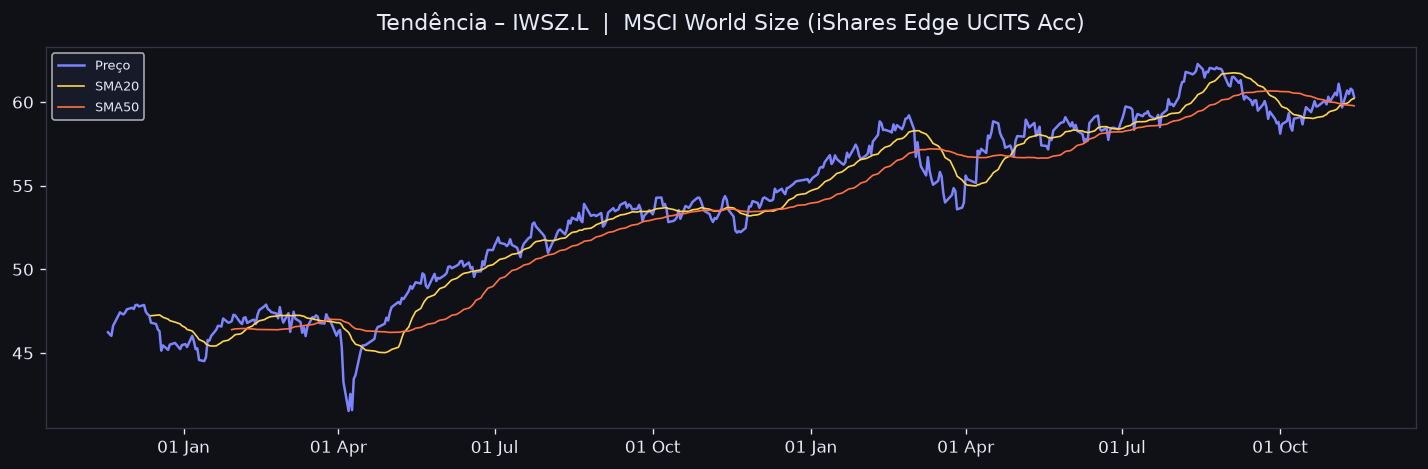 Tendência – IWSZ.L  |  MSCI World Size (iShares Edge UCITS Acc)
Preço
SMA20
SMA50
60
55
50
45
01 Jan
01 Apr
01 Jul
01 Oct
01 Jan
01 Apr
01 Jul
01 Oct